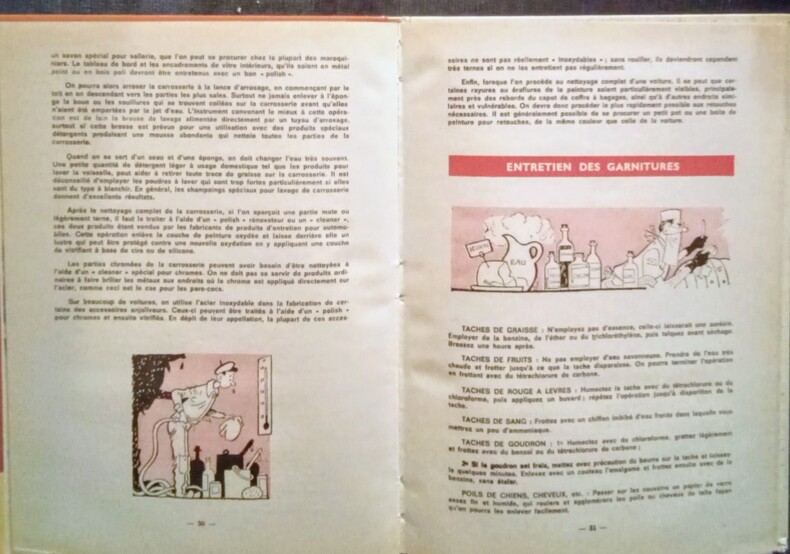 un savon spécial pour sellerie, que l'on peut se procurer chez la plupart des maroqui-
niers. Le tableau de bord et les encadrements de vitre intérieurs, qu'ils soient en métal
peint ou en bois poli devront être entretenus avec un bon « polish ».
On pourra alors arroser la carrosserie à la lance d'arrosage, en commençant par le
toit en en descendant vers les parties les plus sales. Surtout ne jamais enlever à l'épon-
ge la boue ou les souillures qui se trouvent collées sur la carrosserie avant qu'elles
n'aient été emportées par le jet d'eau. L'instrument convenant le mieux à cette opéra-
tion est de loin la brosse de lavage alimentée directement par un tuyau d'arrosage,
surtout si cette brosse est prévue pour une utilisation avec des produits spéciaux
détergents produisant une mousse abondante qui nettoie toutes les parties de la
carrosserie.
Quand on se sert d'un seau et d'une éponge, on doit changer l'eau très souvent.
Une petite quantité de détergent léger à usage domestique tel que les produits pour
laver la vaisselle, peut aider à retirer toute trace de graisse sur la carrosserie. Il est
déconseillé d'employer les poudres à laver qui sont trop fortes particulièrement si elles
sont du type à blanchir. En général, les shampoings spéciaux pour lavage de carrosserie
donnent d'excellents résultats.
Après le nettoyage complet de la carrosserie, si l'on aperçoit une partie mate ou
légèrement terne, il faut la traiter à l'aide d'un « polish » rénovateur ou un « cleaner »,
ces deux produits étant vendus par les fabricants de produits d'entretien pour automo-
biles. Cette opération enlève la couche de peinture oxydée et laisse derrière elle un
lustre qui peut être protégé contre une nouvelle oxydation en y appliquant une couche
de vitrifiant à base de cire ou de silicone.
Les parties chromées de la carrosserie peuvent avoir besoin d'être nettoyées à
l'aide d'un « cleaner » spécial pour chromes. On ne doit pas se servir de produits ordi-
naires à faire briller les métaux aux endroits où le chrome est appliqué directement sur
l'acier, comme ceci est le cas pour les pare-chocs.
Sur beaucoup de voitures, on utilise l'acier inoxydable dans la fabrication de cer-
tains des accessoires enjoliveurs. Ceux-ci peuvent être traités à l'aide d'un « polish »
pour chromes et ensuite vitrifiés. En dépit de leur appellation, la plupart de ces acces-
— 50 —
soires ne sont pas réellement « inoxydables » ; sans rouiller, ils deviendront cependant
très ternes si on ne les entretient pas régulièrement.
Enfin, lorsque l'on procède au nettoyage complet d'une voiture, il se peut que cer-
taines rayures ou éraflures de la peinture soient particulièrement visibles, principale-
ment près des rebords du capot de coffre à bagages, ainsi qu'à d'autres endroits simi-
laires et vulnérables. On devra donc procéder le plus rapidement possible aux retouches
nécessaires. Il est généralement possible de se procurer un petit pot ou une boîte de
peinture pour retouches, de la même couleur que celle de la voiture.
ENTRETIEN DES GARNITURES
BEURRE
EAU
TACHES DE GRAISSE : N'employez pas d'essence, celle-ci laisserait une auréole.
Employer de la benzine, de l'éther ou du trichloréthylène, puis talquez avant séchage.
Brossez une heure après.
TACHES DE FRUITS : Ne pas employer d'eau savonneuse. Prendre de l'eau très
chaude et frotter jusqu'à ce que la tache disparaisse. On pourra terminer l'opération
en frottant avec du tétrachlorure de carbone.
TACHES DE ROUGE A LEVRES : Humectez la tache avec du tétrachlorure ou du
chloroforme, puis appliquez un buvard ; répétez l'opération jusqu'à disparition de la
tache.
TACHES DE SANG : Frottez avec un chiffon imbibé d'eau froide dans laquelle vous
mettrez un peu d'ammoniaque.
TACHES DE GOUDRON : 1° Humectez avec du chloroforme, grattez légèrement
et frottez avec du benzol ou du tétrachlorure de carbone ;
2° Si le goudron est frais, mettez avec précaution du beurre sur la tache et laissez-
le quelques minutes. Enlevez avec un couteau l'amalgame et frottez ensuite avec de la
benzine, sans étaler.
POILS DE CHIENS, CHEVEUX, etc. : Passer sur les coussins un papier de verre
assez fin et humide, qui roulera et agglomérera les poils ou cheveux de telle façon
qu'on pourra les enlever facilement.
— 51 —